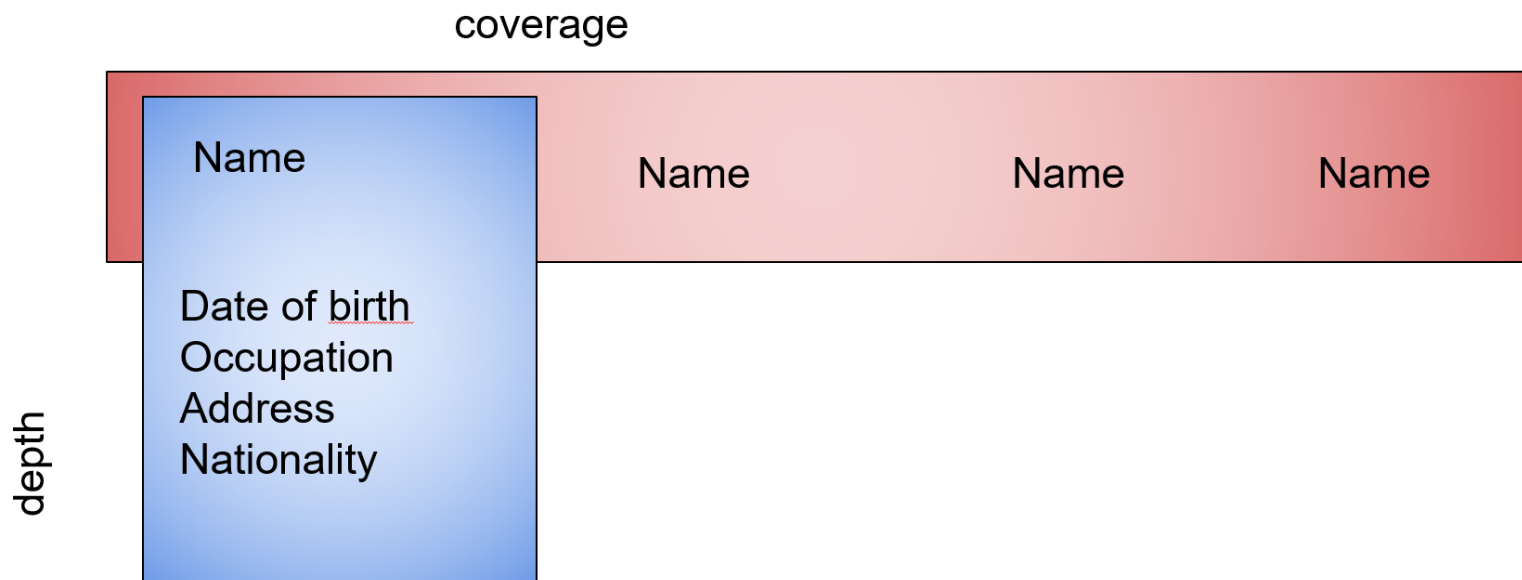 coverage
Name
Name
Name
Name
Date of birth
Occupation
Address
Nationality
depth